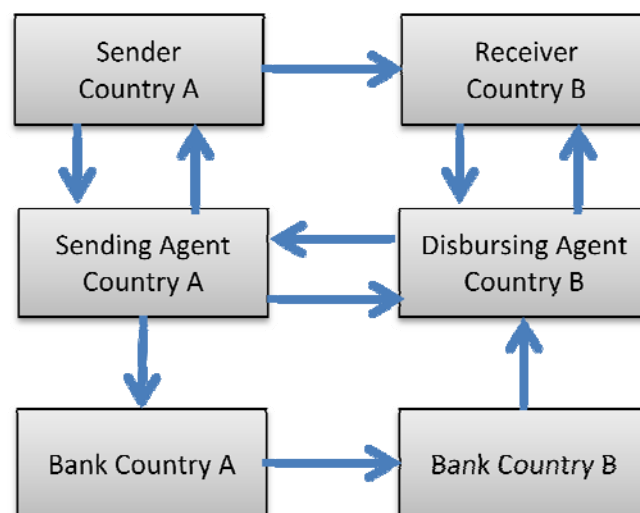 Sender
Country A
Receiver
Country B
Sending Agent
Country A
Disbursing Agent
Country B
Bank Country A
Bank Country B